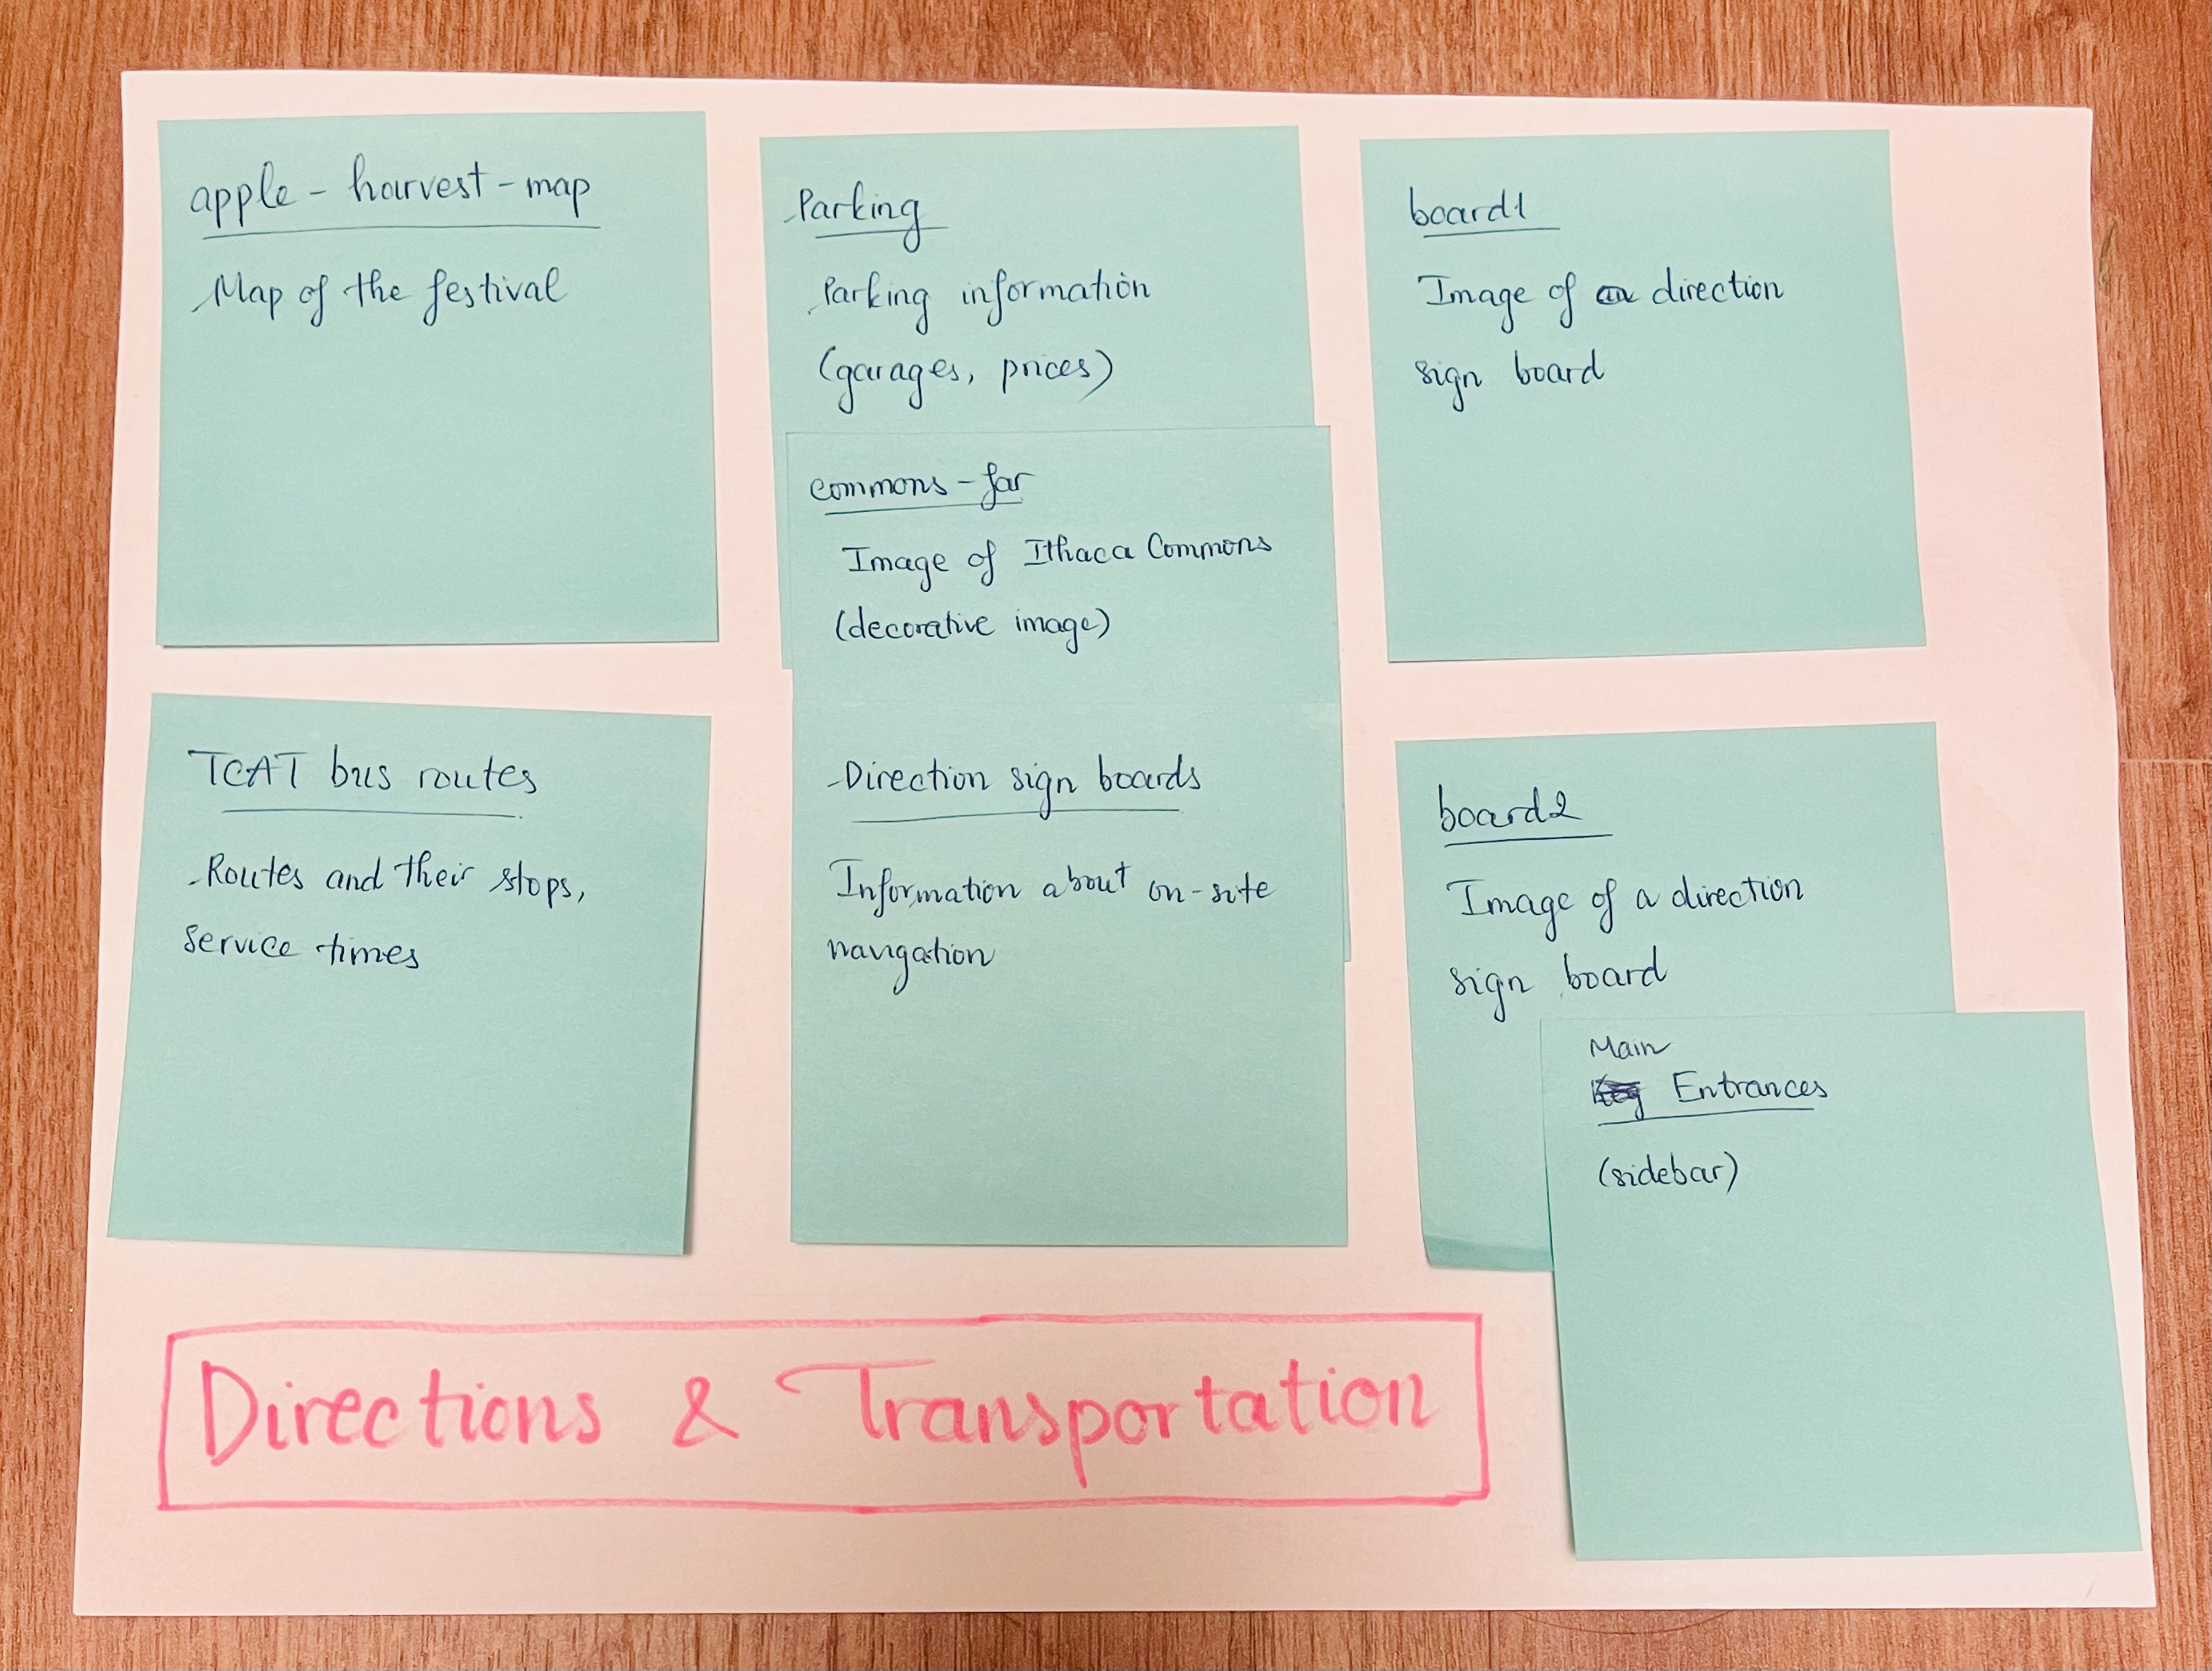 apple - harvest - map
Map of the festival
Parking
Parking information
(garages, prices)
board1
Image of a direction
sign board
commons - far
Image of Ithaca Commons
(decorative image)
TCAT bus routes
Routes and their stops,
service times
Direction sign boards
Information about on-site
navigation
board2
Image of a direction
sign board
Main
Entrances
(sidebar)
Directions & Transportation